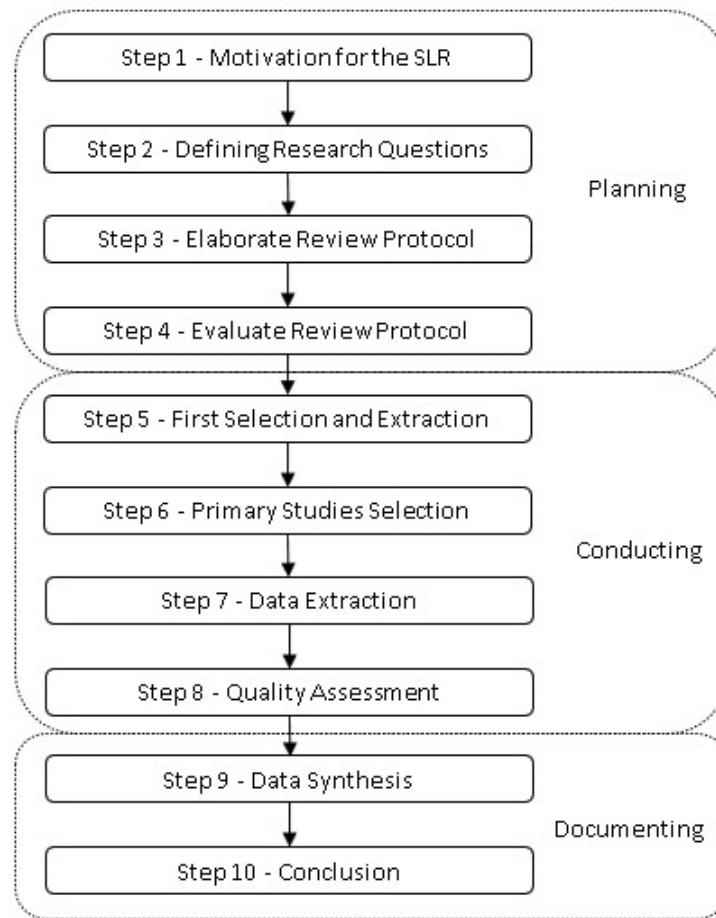 Step 1 - Motivation for the SLR
Step 2 - Defining Research Questions
Planning
Step 3 - Elaborate Review Protocol
Step 4 - Evaluate Review Protocol
Step 5 - First Selection and Extraction
Step 6 - Primary Studies Selection
Conducting
Step 7 - Data Extraction
Step 8 - Quality Assessment
Step 9 - Data Synthesis
Documenting
Step 10 - Conclusion